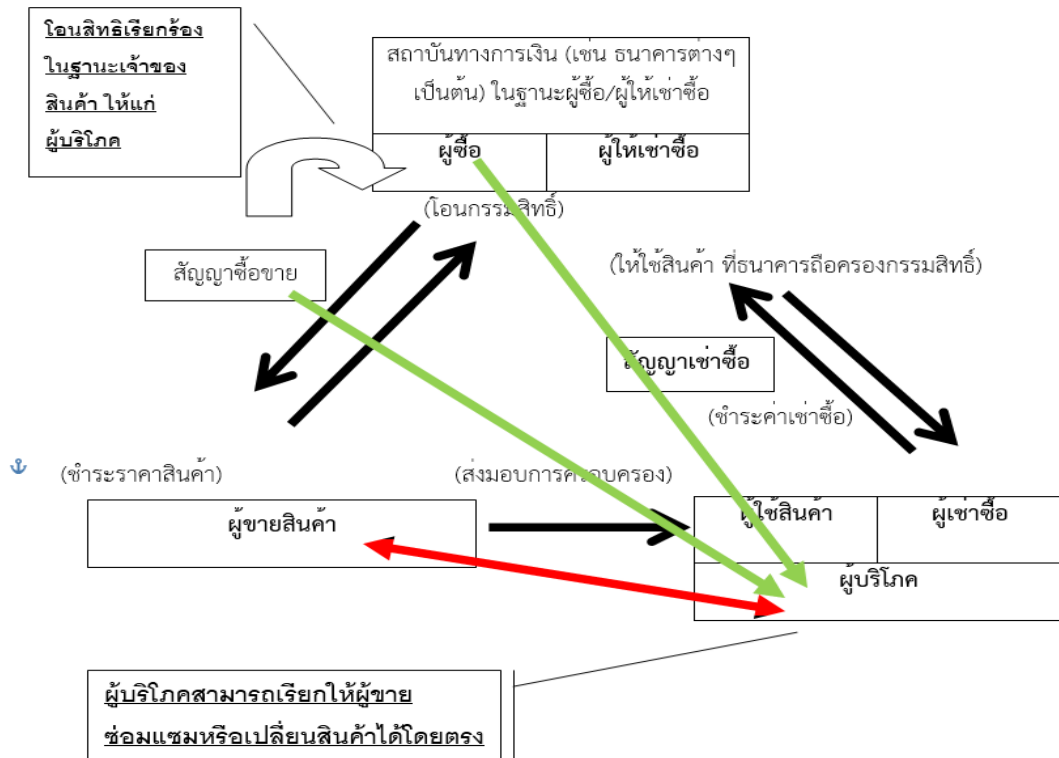 โอนสิทธิเรียกร้อง
ในฐานะเจ้าของ
สินค้า ให้แก่
ผู้บริโภค
สถาบันทางการเงิน (เช่น ธนาคารต่างๆ
เป็นต้น) ในฐานะผู้ซื้อ/ผู้ให้เช่าซื้อ
ผู้ซื้อ
ผู้ให้เช่าซื้อ
(โอนกรรมสิทธิ์)
สัญญาซื้อขาย
(ให้ใช้สินค้า ที่ธนาคารถือครองกรรมสิทธิ์)
สัญญาเช่าซื้อ
(ชำระค่าเช่าซื้อ)
(ชำระราคาสินค้า)
(ส่งมอบการครอบครอง)
ผู้ขายสินค้า
ผู้ใช้สินค้า
ผู้เช่าซื้อ
ผู้บริโภค
ผู้บริโภคสามารถเรียกให้ผู้ขาย
ซ่อมแซมหรือเปลี่ยนสินค้าได้โดยตรง